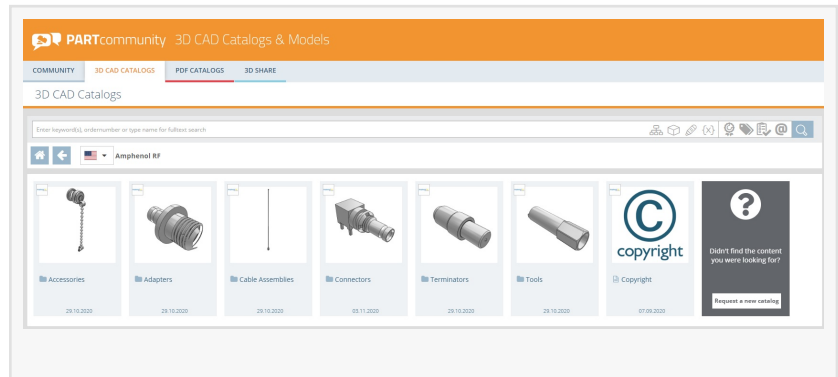 PARTcommunity 3D CAD Catalogs & Models
COMMUNITY 3D CAD CATALOGS PDF CATALOGS 3D SHARE
3D CAD Catalogs
Enter keyword(s), ordernumber or type name for fulltext search
Amphenol RF
Accessories
29.10.2020
Adapters
29.10.2020
Cable Assemblies
29.10.2020
Connectors
03.11.2020
Terminators
29.10.2020
Tools
29.10.2020
©
copyright
Copyright
07.09.2020
?
Didn't find the content
you were looking for?
Request a new catalog